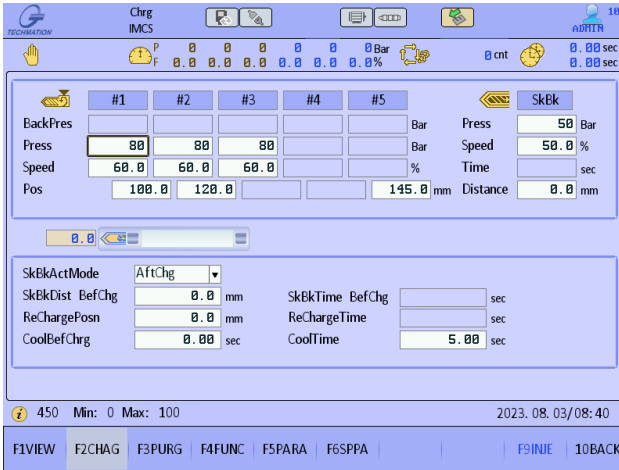 TECHMATION
Chrg
IMCS
ADMIN
10
P 0 0 0 0 0 0 Bar
F 0.0 0.0 0.0 0.0 0.0 0.0%
0 cnt
0.00 sec
0.00 sec
#1 #2 #3 #4 #5 SkBk
BackPres Bar Press 50 Bar
Press 80 80 80 Bar Speed 50.0 %
Speed 60.0 60.0 60.0 % Time sec
Pos 100.0 120.0 145.0 mm Distance 0.0 mm
0.0
SkBkActMode AftChg
SkBkDist BefChg 0.0 mm SkBkTime BefChg sec
ReChargePosn 0.0 mm ReChargeTime sec
CoolBefChrg 0.00 sec CoolTime 5.00 sec
i 450 Min: 0 Max: 100 2023. 08. 03/08:40
F1VIEW F2CHAG F3PURG F4FUNC F5PARA F6SPPA F9INJE 10BACK